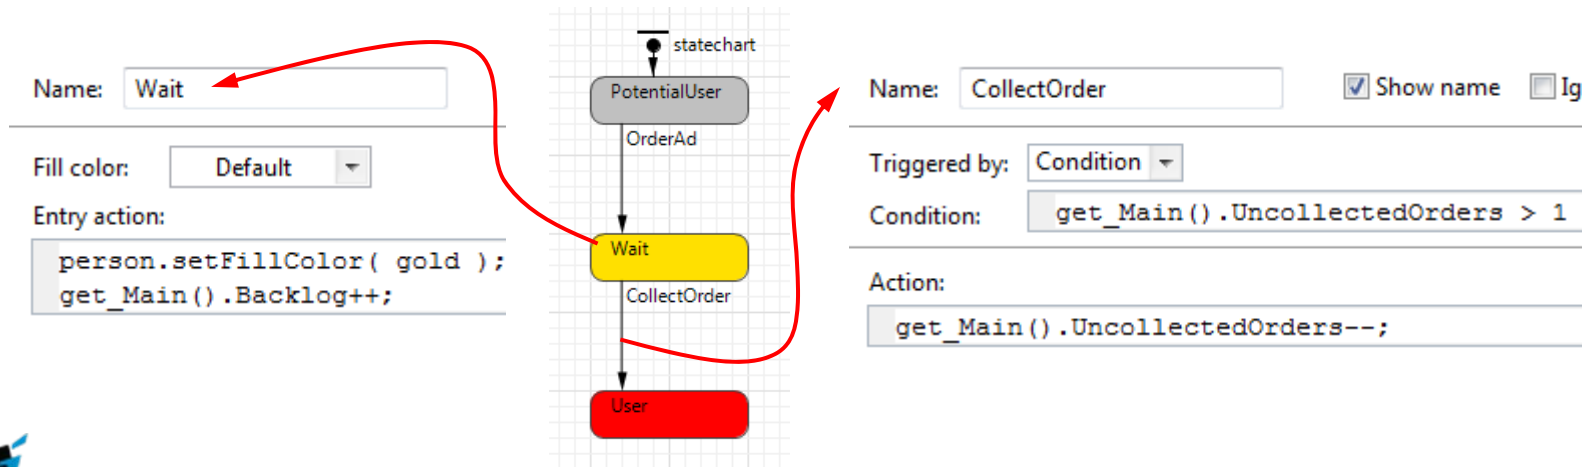 Name: Wait
Fill color: Default
Entry action:
person.setFillColor( gold );
get_Main().Backlog++;
statechart
PotentialUser
OrderAd
Wait
CollectOrder
User
Name: CollectOrder Show name Ig
Triggered by: Condition
Condition: get_Main().UncollectedOrders > 1
Action:
get_Main().UncollectedOrders--;